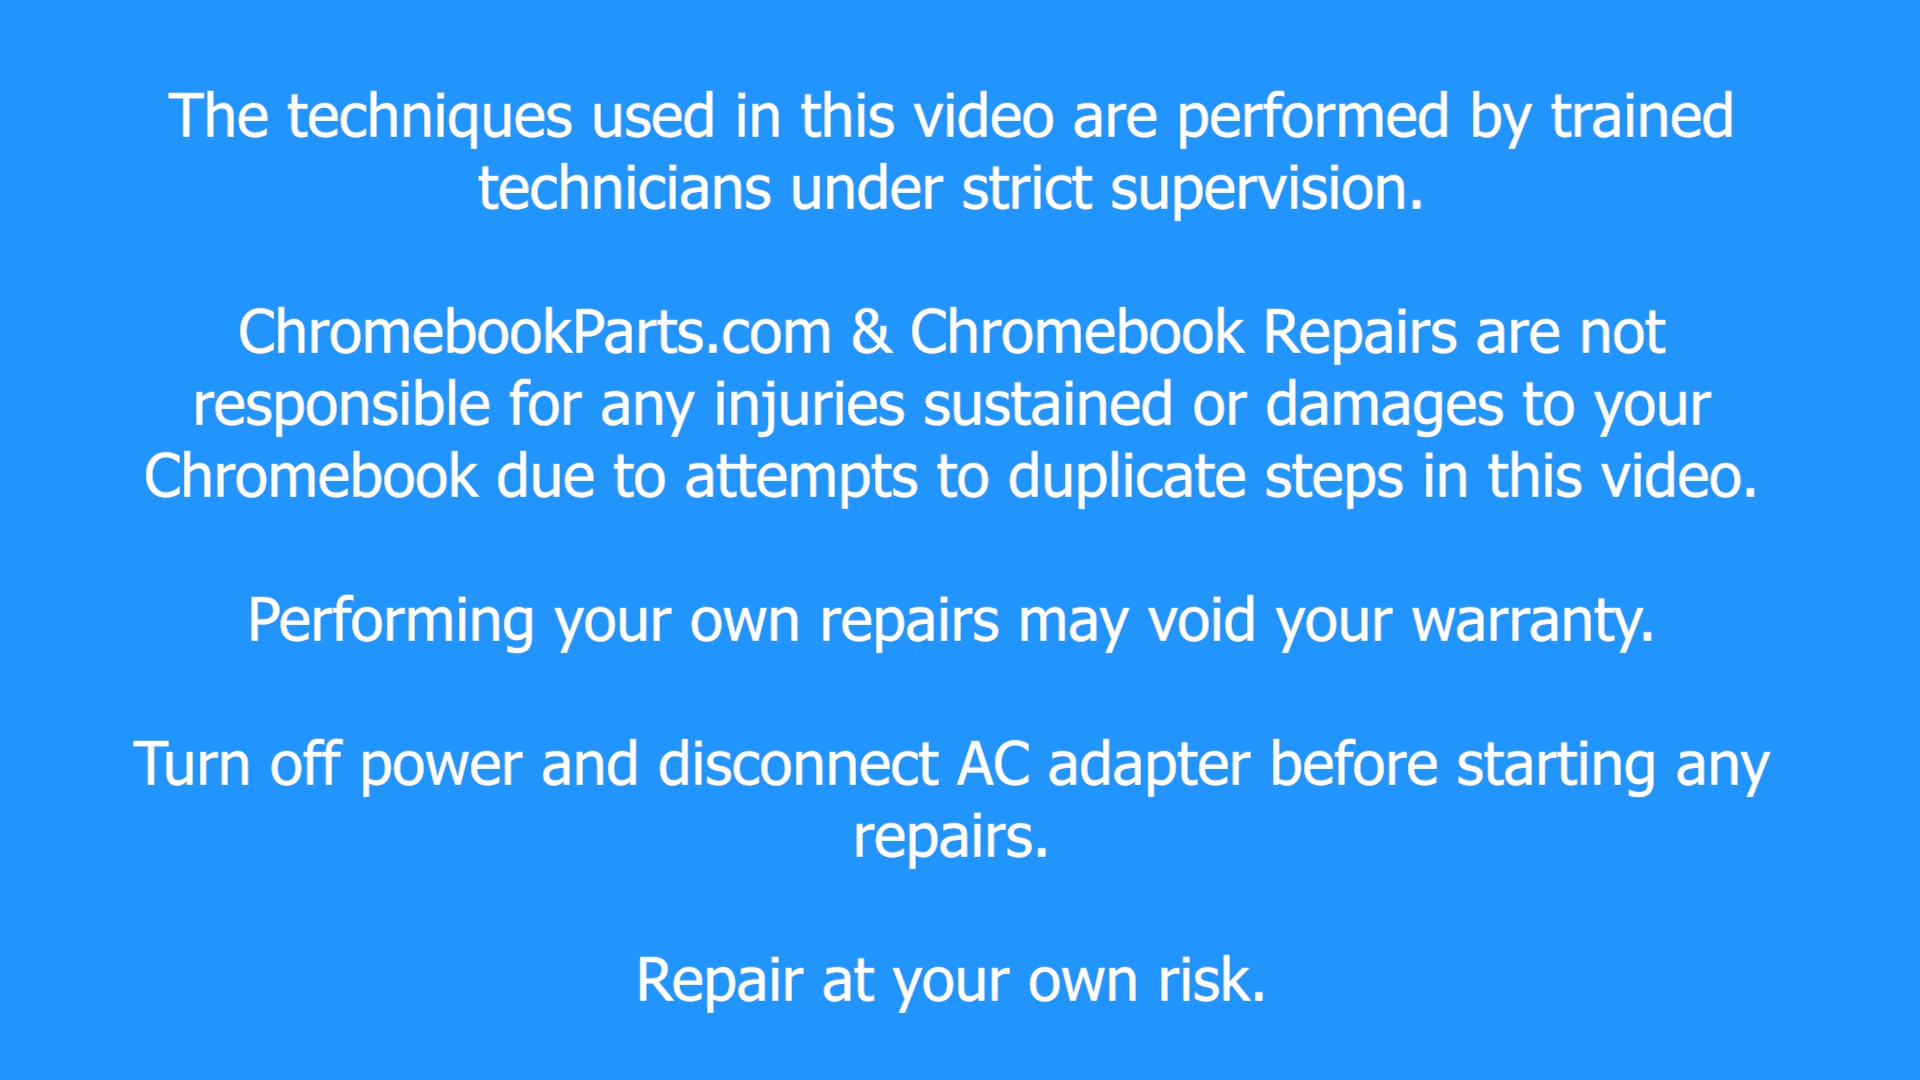 The techniques used in this video are performed by trained
technicians under strict supervision.
ChromebookParts.com & Chromebook Repairs are not
responsible for any injuries sustained or damages to your
Chromebook due to attempts to duplicate steps in this video.
Performing your own repairs may void your warranty.
Turn off power and disconnect AC adapter before starting any
repairs.
Repair at your own risk.